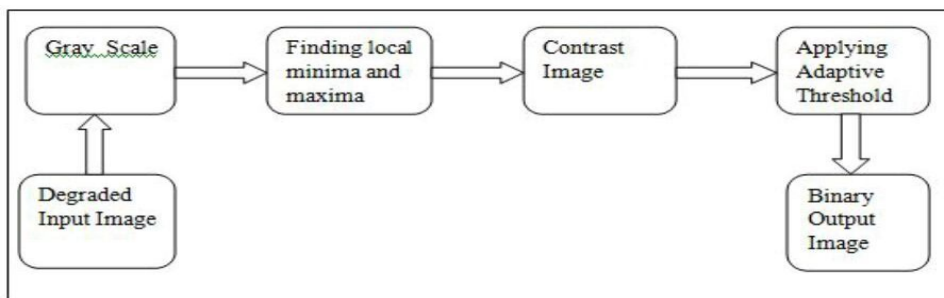 Gray Scale
Finding local
minima and
maxima
Contrast
Image
Applying
Adaptive
Threshold
Degraded
Input Image
Binary
Output
Image